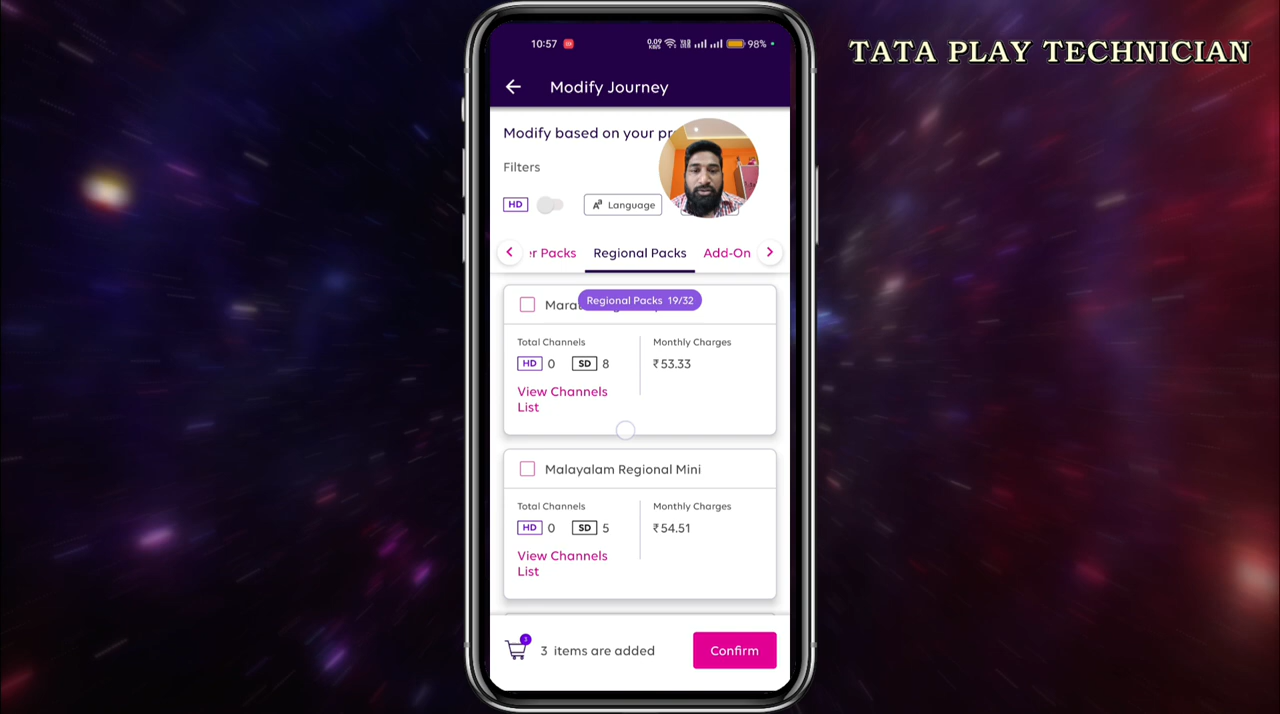 TATA PLAY TECHNICIAN
10:57
98%
Modify Journey
Modify based on your pr
Filters
HD
Language
er Packs
Regional Packs
Add-On
Regional Packs 19/32
Total Channels
Monthly Charges
HD 0 SD 8
₹53.33
View Channels
List
Malayalam Regional Mini
Total Channels
Monthly Charges
HD 0 SD 5
₹54.51
View Channels
List
3
3 items are added
Confirm